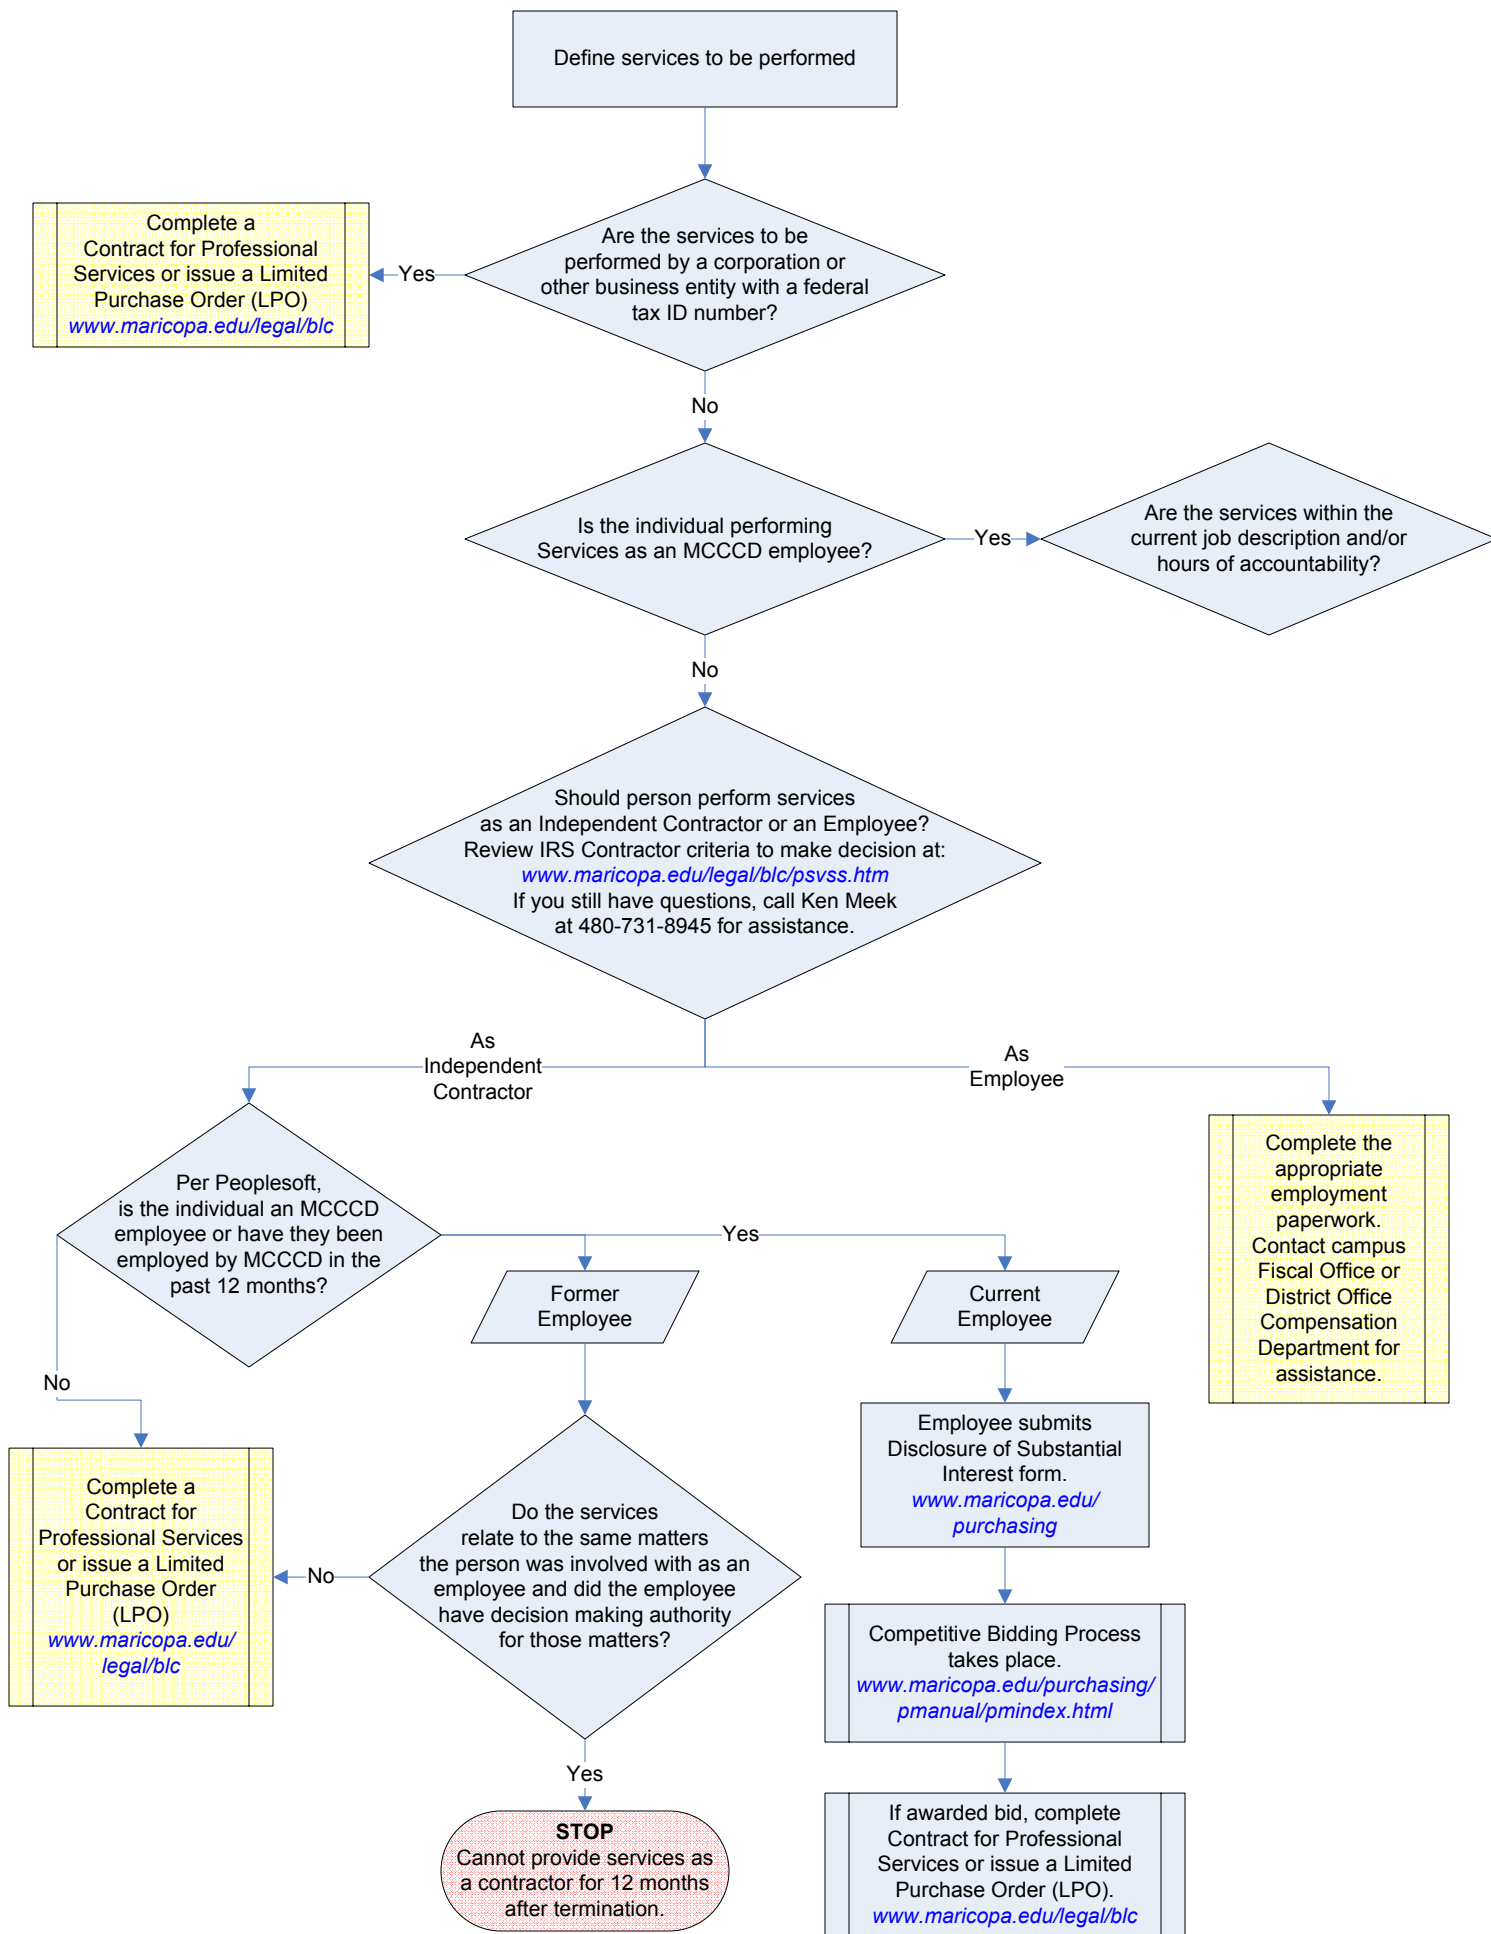 Define services to be performed
Complete a
Contract for Professional
Services or issue a Limited
Purchase Order (LPO)
www.maricopa.edu/legal/blc
Yes
Are the services to be
performed by a corporation or
other business entity with a federal
tax ID number?
No
Is the individual performing
Services as an MCCCD employee?
Yes
Are the services within the
current job description and/or
hours of accountability?
No
Should person perform services
as an Independent Contractor or an Employee?
Review IRS Contractor criteria to make decision at:
www.maricopa.edu/legal/blc/psvss.htm
If you still have questions, call Ken Meek
at 480-731-8945 for assistance.
As
Independent
Contractor
As
Employee
Per Peoplesoft,
is the individual an MCCCD
employee or have they been
employed by MCCCD in the
past 12 months?
Yes
Former
Employee
Current
Employee
Complete the
appropriate
employment
paperwork.
Contact campus
Fiscal Office or
District Office
Compensation
Department for
assistance.
No
Complete a
Contract for
Professional Services
or issue a Limited
Purchase Order
(LPO)
www.maricopa.edu/
legal/blc
No
Do the services
relate to the same matters
the person was involved with as an
employee and did the employee
have decision making authority
for those matters?
Employee submits
Disclosure of Substantial
Interest form.
www.maricopa.edu/
purchasing
Competitive Bidding Process
takes place.
www.maricopa.edu/purchasing/
pmanual/pmindex.html
Yes
STOP
Cannot provide services as
a contractor for 12 months
after termination.
If awarded bid, complete
Contract for Professional
Services or issue a Limited
Purchase Order (LPO).
www.maricopa.edu/legal/blc